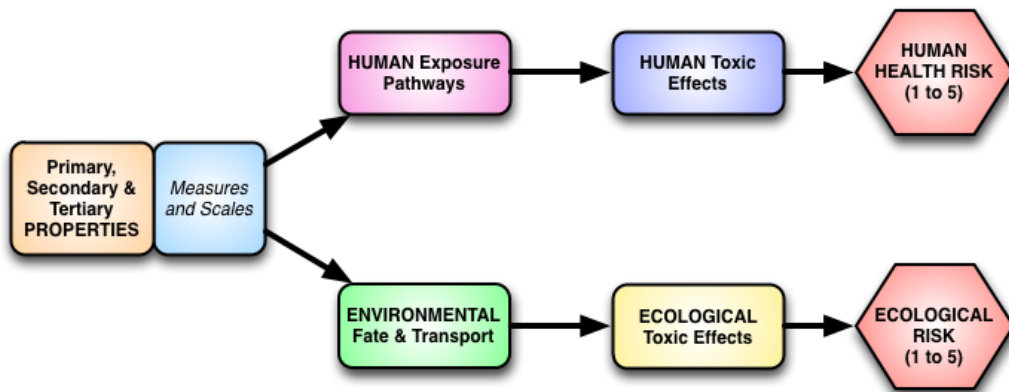 HUMAN Exposure
Pathways
HUMAN Toxic
Effects
HUMAN
HEALTH RISK
(1 to 5)
Primary,
Secondary &
Tertiary
PROPERTIES
Measures
and Scales
ENVIRONMENTAL
Fate & Transport
ECOLOGICAL
Toxic Effects
ECOLOGICAL
RISK
(1 to 5)